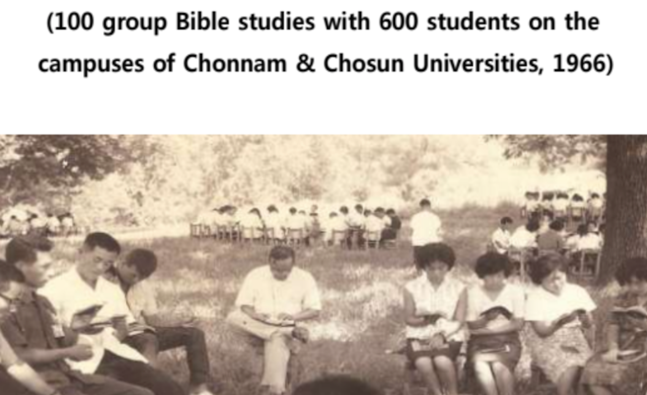 (100 group Bible studies with 600 students on the
campuses of Chonnam & Chosun Universities, 1966)